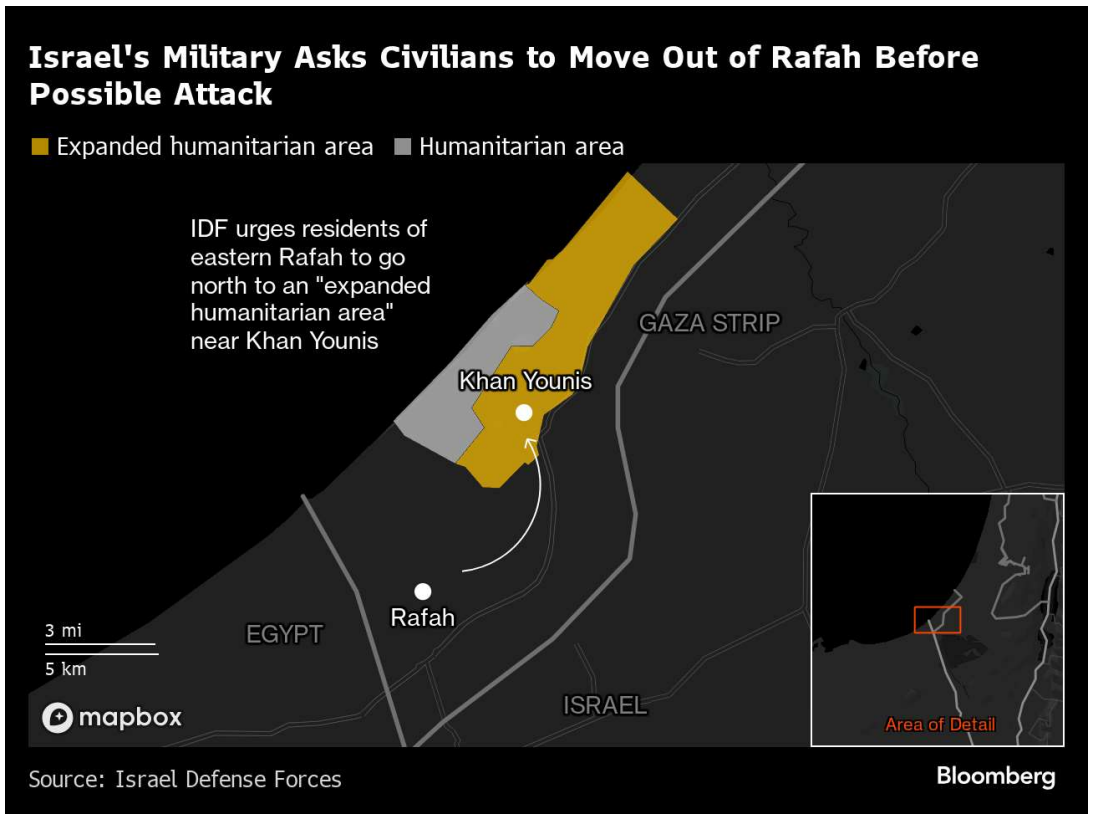 Israel's Military Asks Civilians to Move Out of Rafah Before
Possible Attack
Expanded humanitarian area Humanitarian area
IDF urges residents of
eastern Rafah to go
north to an "expanded
humanitarian area"
near Khan Younis
GAZA STRIP
Khan Younis
Rafah
EGYPT
ISRAEL
3 mi
5 km
mapbox
Area of Detail
Source: Israel Defense Forces
Bloomberg